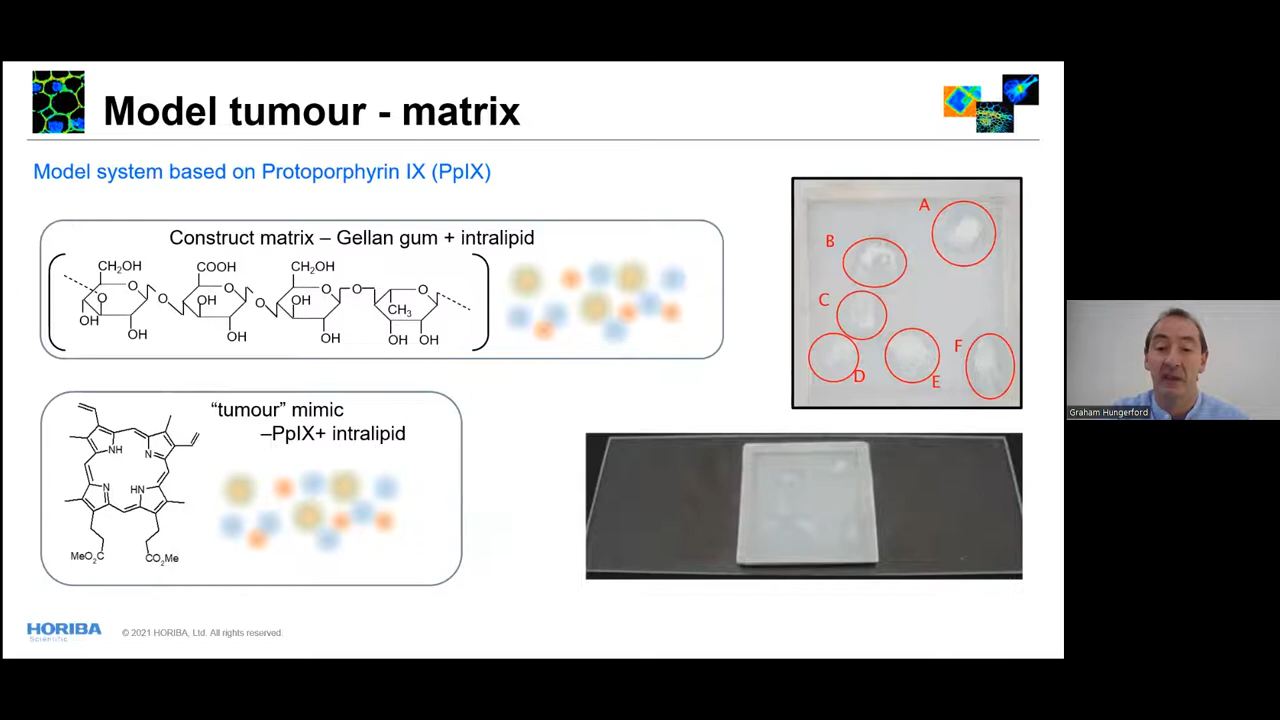 Model tumour - matrix
Model system based on Protoporphyrin IX (PpIX)
Construct matrix – Gellan gum + intralipid
CH2OH
COOH
CH2OH
O
O
O
O
O
OH
OH
OH
OH
OH
OH
CH3
OH
OH
"tumour" mimic
–PpIX+ intralipid
NH
N
N
HN
MeO2C
CO2Me
A
B
C
D
E
F
Graham Hungerford
HORIBA
Scientific
© 2021 HORIBA, Ltd. All rights reserved.